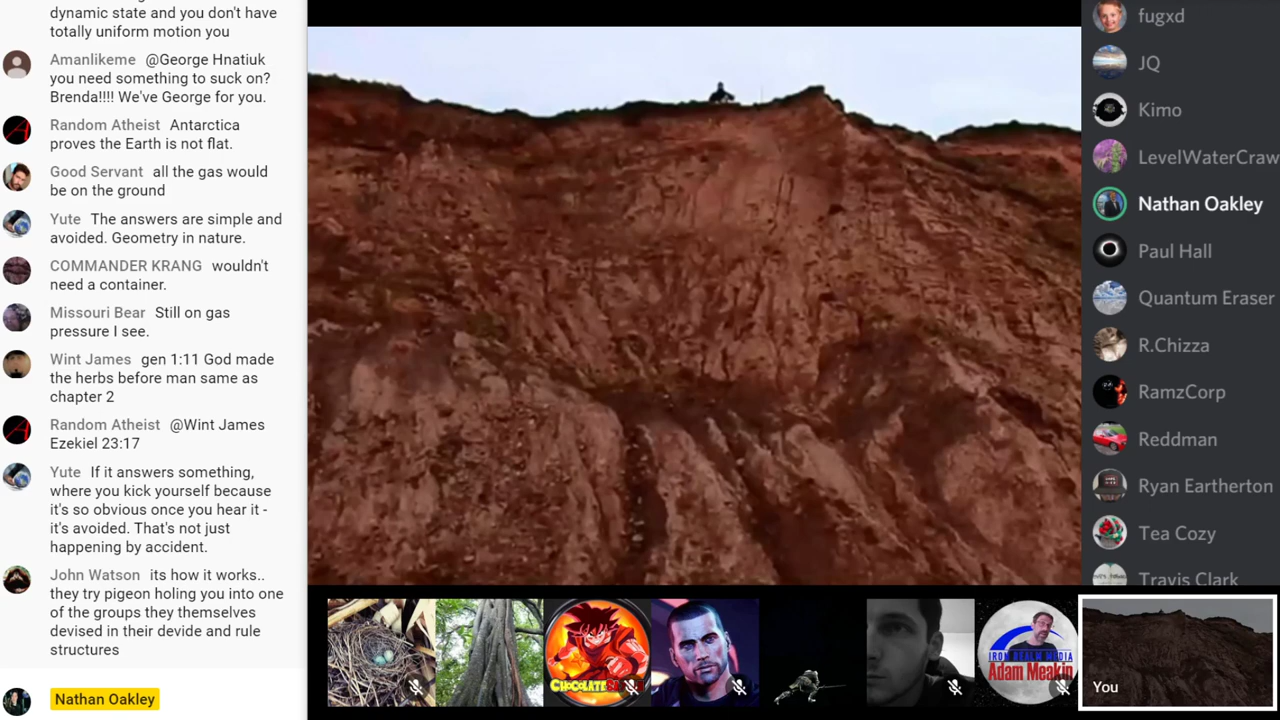 dynamic state and you don't have
totally uniform motion you
Amanlikeme @George Hnatiuk
you need something to suck on?
Brenda!!!! We've George for you.
Random Atheist Antarctica
proves the Earth is not flat.
Good Servant all the gas would
be on the ground
Yute The answers are simple and
avoided. Geometry in nature.
COMMANDER KRANG wouldn't
need a container.
Missouri Bear Still on gas
pressure I see.
Wint James gen 1:11 God made
the herbs before man same as
chapter 2
Random Atheist @Wint James
Ezekiel 23:17
Yute If it answers something,
where you kick yourself because
it's so obvious once you hear it -
it's avoided. That's not just
happening by accident.
John Watson its how it works..
they try pigeon holing you into one
of the groups they themselves
devised in their devide and rule
structures
Nathan Oakley
fugxd
JQ
Kimo
LevelWaterCraw
Nathan Oakley
Paul Hall
Quantum Eraser
R.Chizza
RamzCorp
Reddman
Ryan Eartherton
Tea Cozy
Travis Clark
IRON REALM MEDIA
Adam Meakin
You